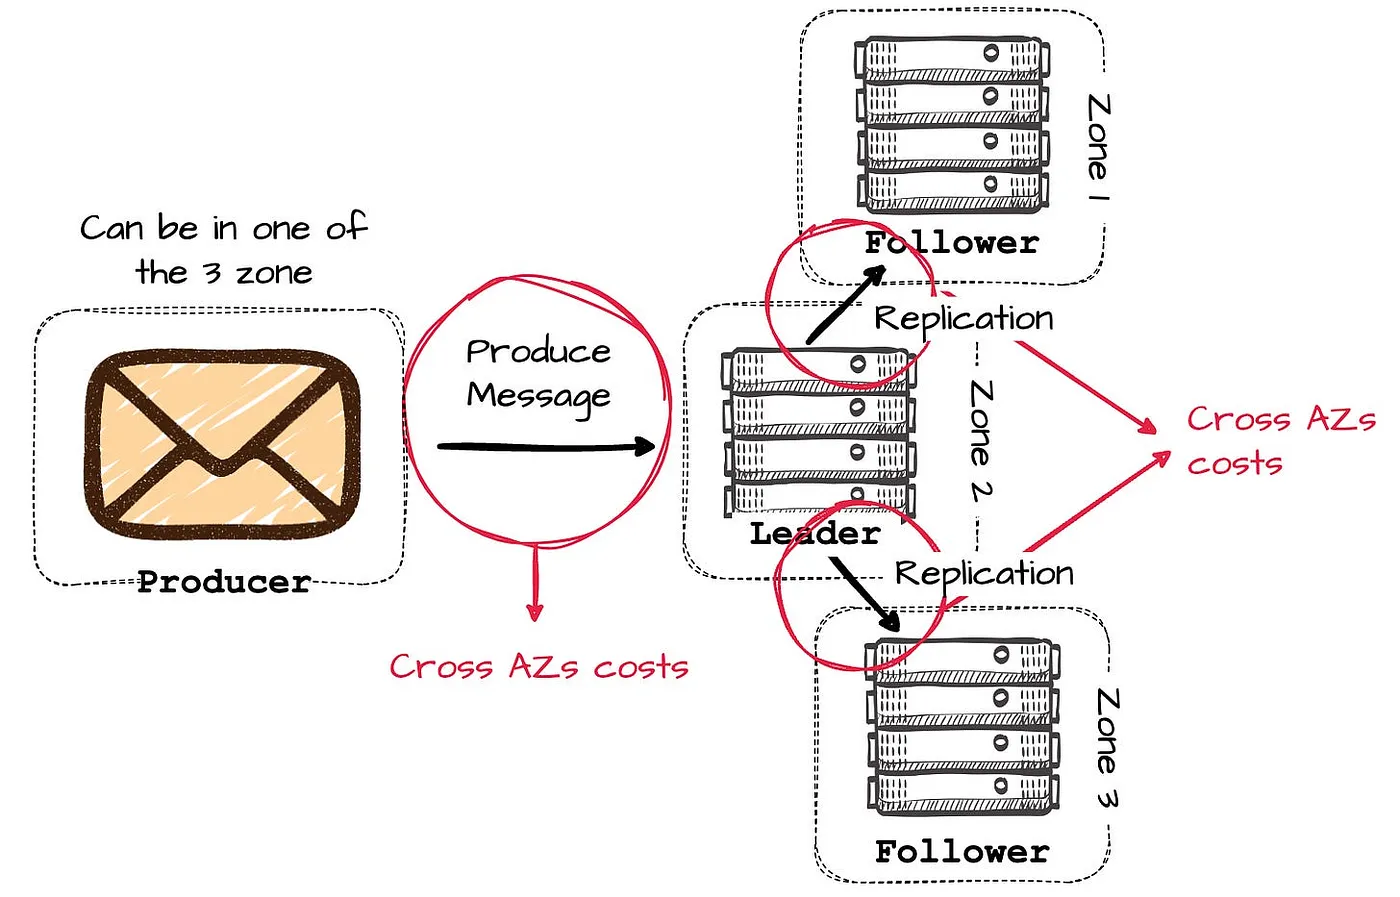 Can be in one of
the 3 zone
Producer
Produce
Message
Cross AZs costs
Zone 1
Follower
Replication
Zone 2
Leader
Replication
Cross AZs
costs
Zone 3
Follower